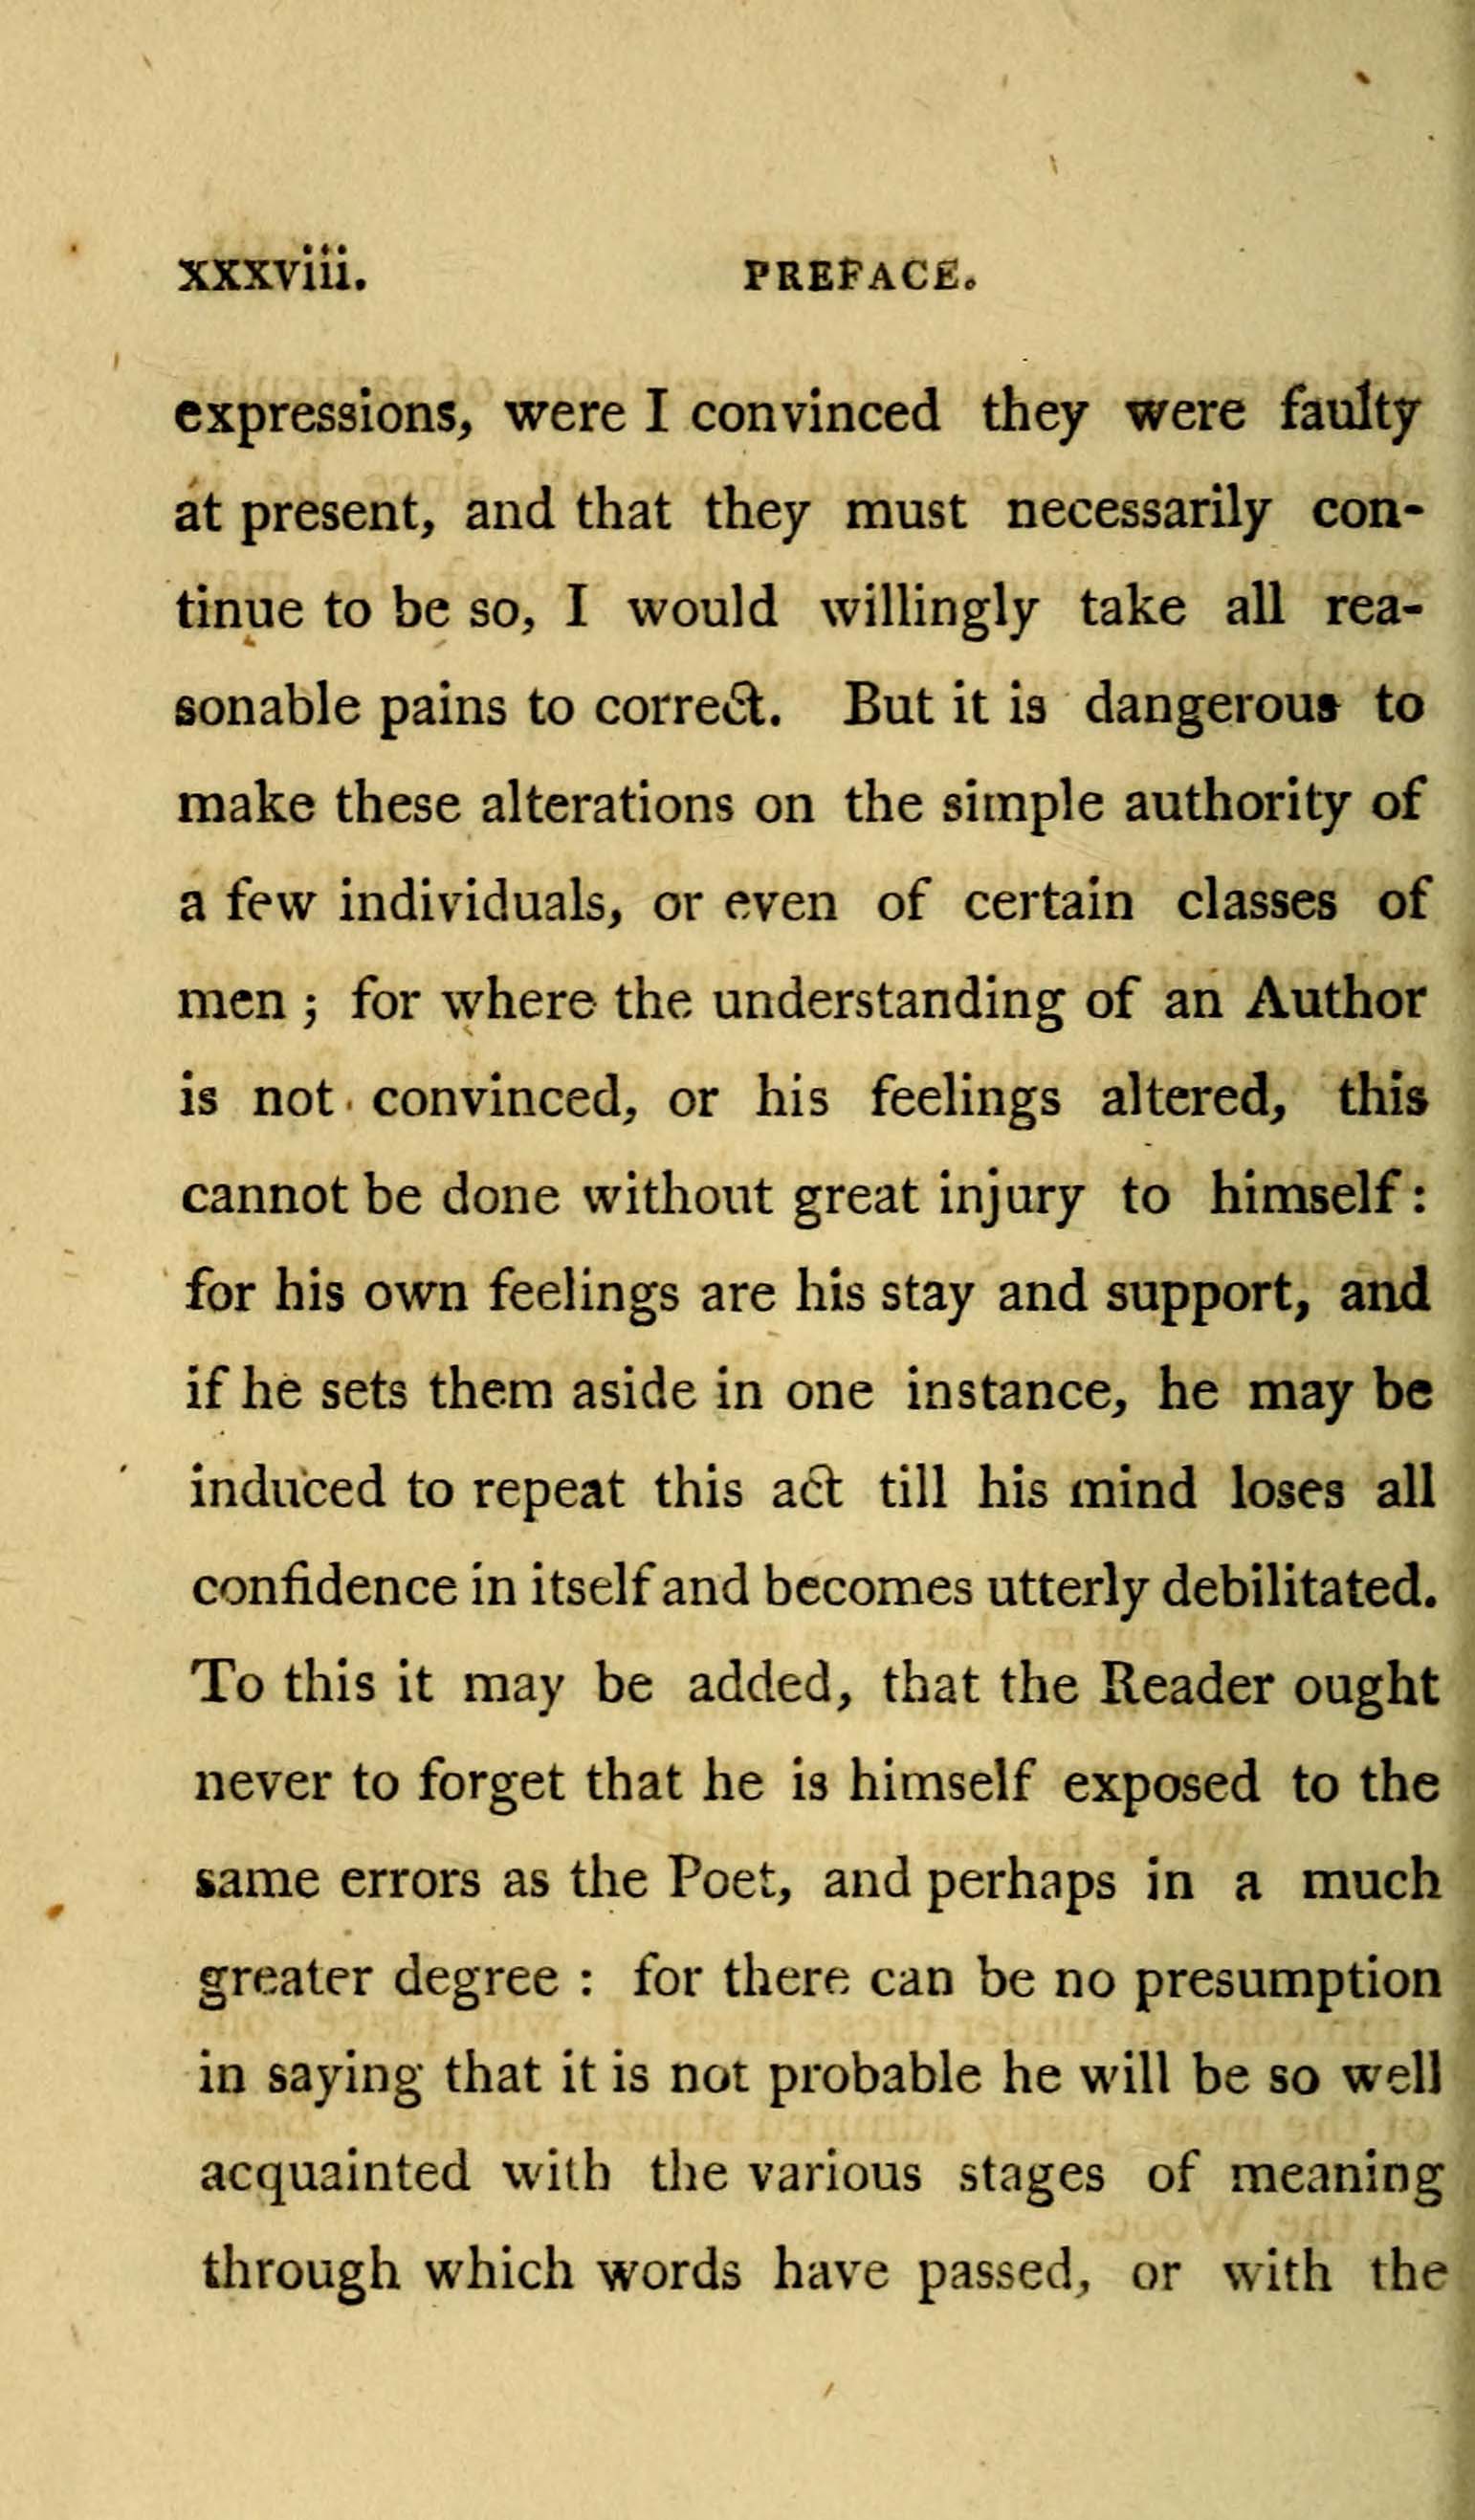 xxxviii. PREFACE.
expressions, were I convinced they were faulty
at present, and that they must necessarily con-
tinue to be so, I would willingly take all rea-
sonable pains to correct. But it is dangerous to
make these alterations on the simple authority of
a few individuals, or even of certain classes of
men ; for where the understanding of an Author
is not convinced, or his feelings altered, this
cannot be done without great injury to himself :
for his own feelings are his stay and support, and
if he sets them aside in one instance, he may be
induced to repeat this act till his mind loses all
confidence in itself and becomes utterly debilitated.
To this it may be added, that the Reader ought
never to forget that he is himself exposed to the
same errors as the Poet, and perhaps in a much
greater degree : for there can be no presumption
in saying that it is not probable he will be so well
acquainted with the various stages of meaning
through which words have passed, or with the